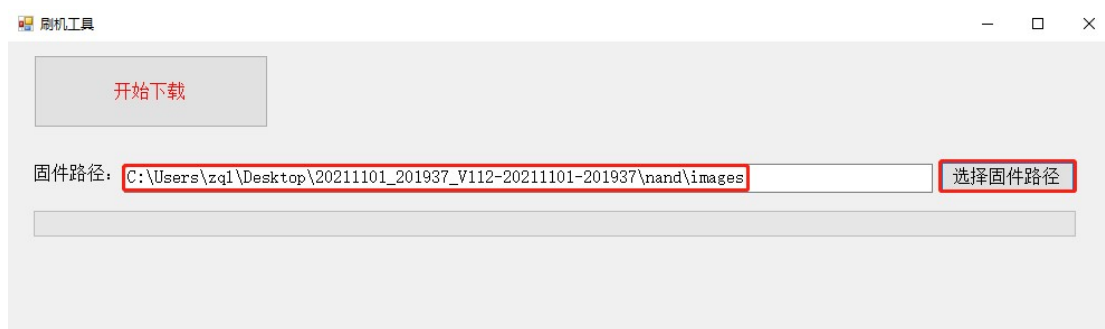 刷机工具
开始下载
固件路径: C:\Users\zql\Desktop\20211101_201937_V112-20211101-201937\nand\images 选择固件路径